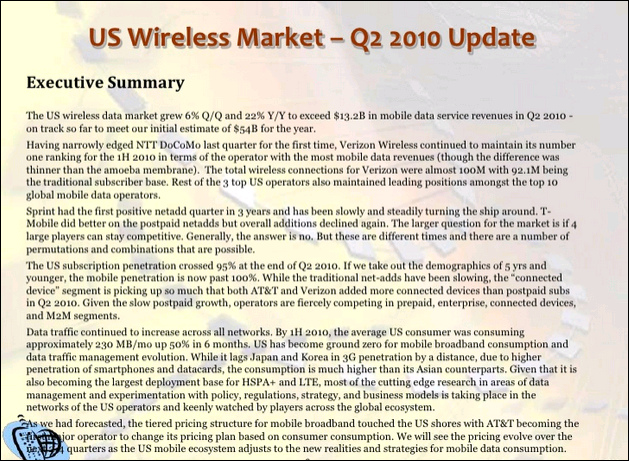 US Wireless Market – Q2 2010 Update
Executive Summary
The US wireless data market grew 6% Q/Q and 22% Y/Y to exceed $13.2B in mobile data service revenues in Q2 2010 -
on track so far to meet our initial estimate of $54B for the year.
Having narrowly edged NTT DoCoMo last quarter for the first time, Verizon Wireless continued to maintain its number
one ranking for the 1H 2010 in terms of the operator with the most mobile data revenues (though the difference was
thinner than the amoeba membrane). The total wireless connections for Verizon were almost 100M with 92.1M being
the traditional subscriber base. Rest of the 3 top US operators also maintained leading positions amongst the top 10
global mobile data operators.
Sprint had the first positive netadd quarter in 3 years and has been slowly and steadily turning the ship around. T-
Mobile did better on the postpaid netadds but overall additions declined again. The larger question for the market is if 4
large players can stay competitive. Generally, the answer is no. But these are different times and there are a number of
permutations and combinations that are possible.
The US subscription penetration crossed 95% at the end of Q2 2010. If we take out the demographics of 5 yrs and
younger, the mobile penetration is now past 100%. While the traditional net-adds have been slowing, the “connected
device” segment is picking up so much that both AT&T and Verizon added more connected devices than postpaid subs
in Q2 2010. Given the slow postpaid growth, operators are fiercely competing in prepaid, enterprise, connected devices,
and M2M segments.
Data traffic continued to increase across all networks. By 1H 2010, the average US consumer was consuming
approximately 230 MB/mo up 50% in 6 months. US has become ground zero for mobile broadband consumption and
data traffic management evolution. While it lags Japan and Korea in 3G penetration by a distance, due to higher
penetration of smartphones and datacards, the consumption is much higher than its Asian counterparts. Given that it is
also becoming the largest deployment base for HSPA+ and LTE, most of the cutting edge research in areas of data
management and experimentation with policy, regulations, strategy, and business models is taking place in the
networks of the US operators and keenly watched by players across the global ecosystem.
As we had forecasted, the tiered pricing structure for mobile broadband touched the US shores with AT&T becoming the
operator to change its pricing plan based on consumer consumption. We will see the pricing evolve over the
quarters as the US mobile ecosystem adjusts to the new realities and strategies for mobile data consumption.